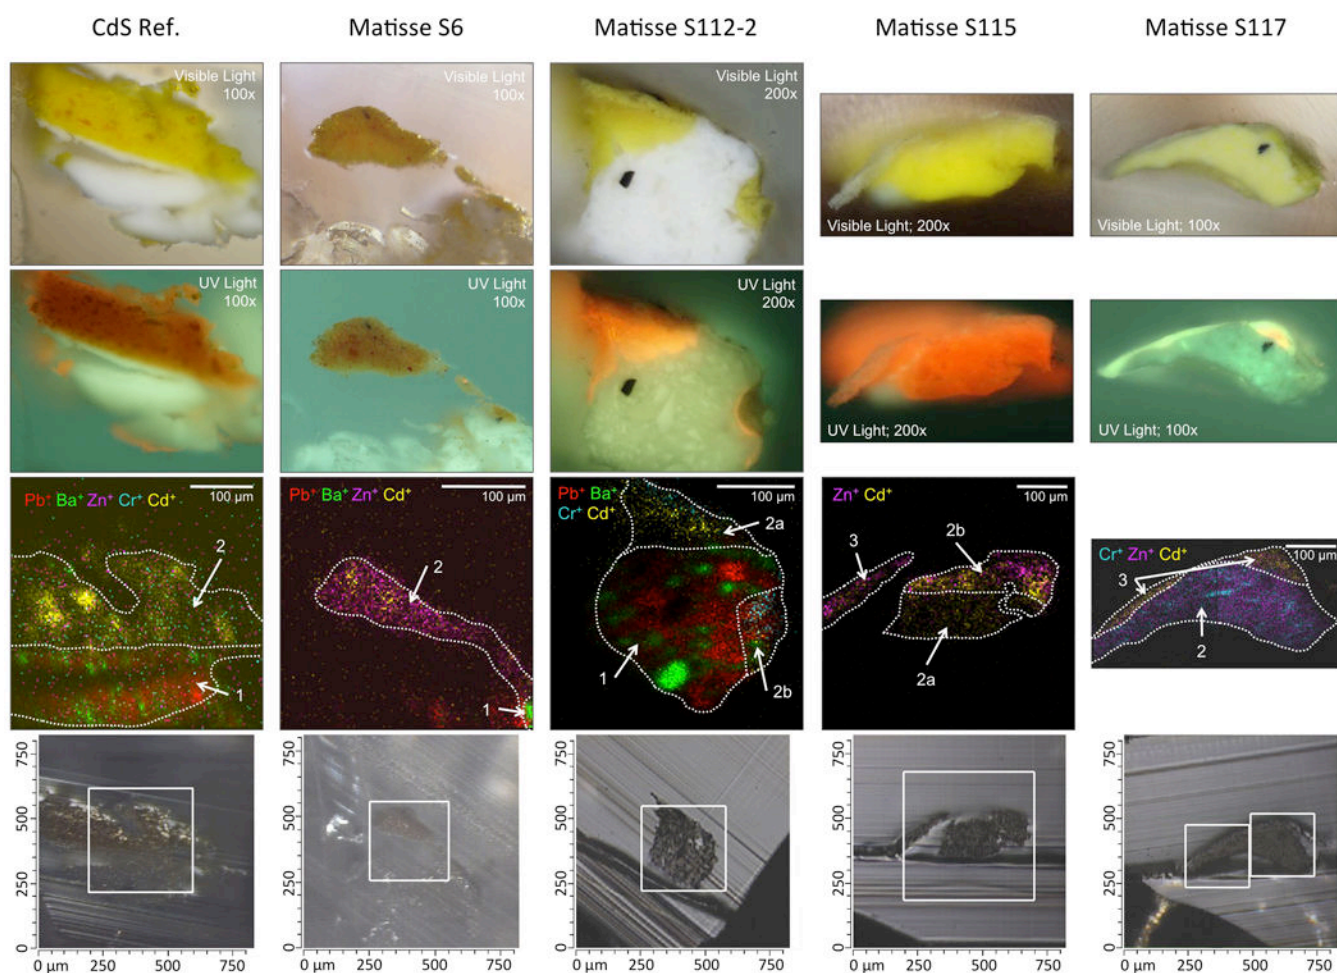 CdS Ref.
Matisse S6
Matisse S112-2
Matisse S115
Matisse S117
Visible Light
100x
Visible Light
100x
Visible Light
200x
Visible Light; 200x
Visible Light; 100x
UV Light
100x
UV Light
100x
UV Light
200x
UV Light; 200x
UV Light; 100x
Pb⁺ Ba⁺ Zn⁺ Cr⁺ Cd⁺
100 µm
2
1
Pb⁺ Ba⁺ Zn⁺ Cd⁺
100 µm
2
1
Pb⁺ Ba⁺
Cr⁺ Cd⁺
100 µm
2a
1
2b
Zn⁺ Cd⁺
100 µm
3
2b
2a
Cr⁺ Zn⁺ Cd⁺
100 µm
3
2
750
500
250
0
0 µm 250 500 750
750
500
250
0
0 µm 250 500 750
750
500
250
0
0 µm 250 500 750
750
500
250
0
0 µm 250 500 750
750
500
250
0
0 µm 250 500 750